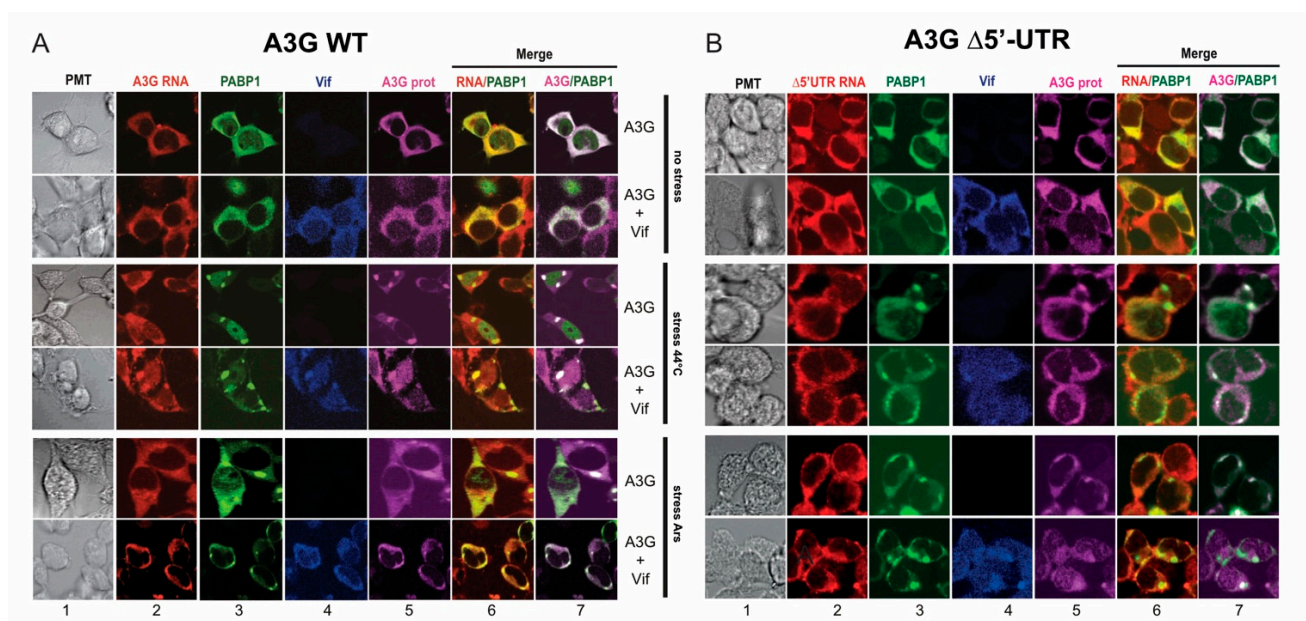 A
A3G WT
Merge
PMT A3G RNA PABP1 Vif A3G prot RNA/PABP1 A3G/PABP1
A3G
A3G
+
Vif
no stress
A3G
A3G
+
Vif
stress 44°C
A3G
A3G
+
Vif
stress Ars
1 2 3 4 5 6 7
B
A3G Δ5'-UTR
Merge
PMT Δ5'UTR RNA PABP1 Vif A3G prot RNA/PABP1 A3G/PABP1
1 2 3 4 5 6 7